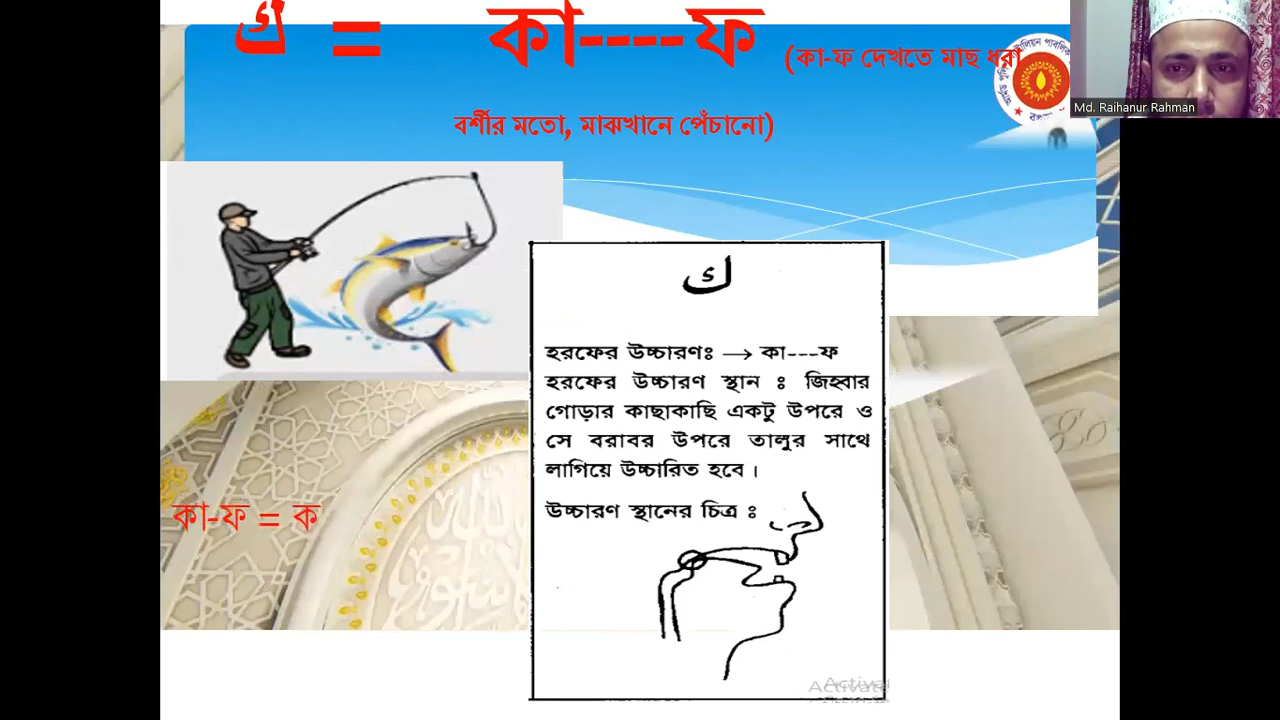 ك = কা----ফ (কা-ফ দেখতে মাছ ধরা
বর্শীর মতো, মাঝখানে পেঁচানো)
Md. Raihanur Rahman
ك
হরফের উচ্চারণঃ → কা---ফ
হরফের উচ্চারণ স্থান ঃ জিহ্বার
গোড়ার কাছাকাছি একটু উপরে ও
সে বরাবর উপরে তালুর সাথে
লাগিয়ে উচ্চারিত হবে।
উচ্চারণ স্থানের চিত্র ঃ
কা-ফ = ক
Activate